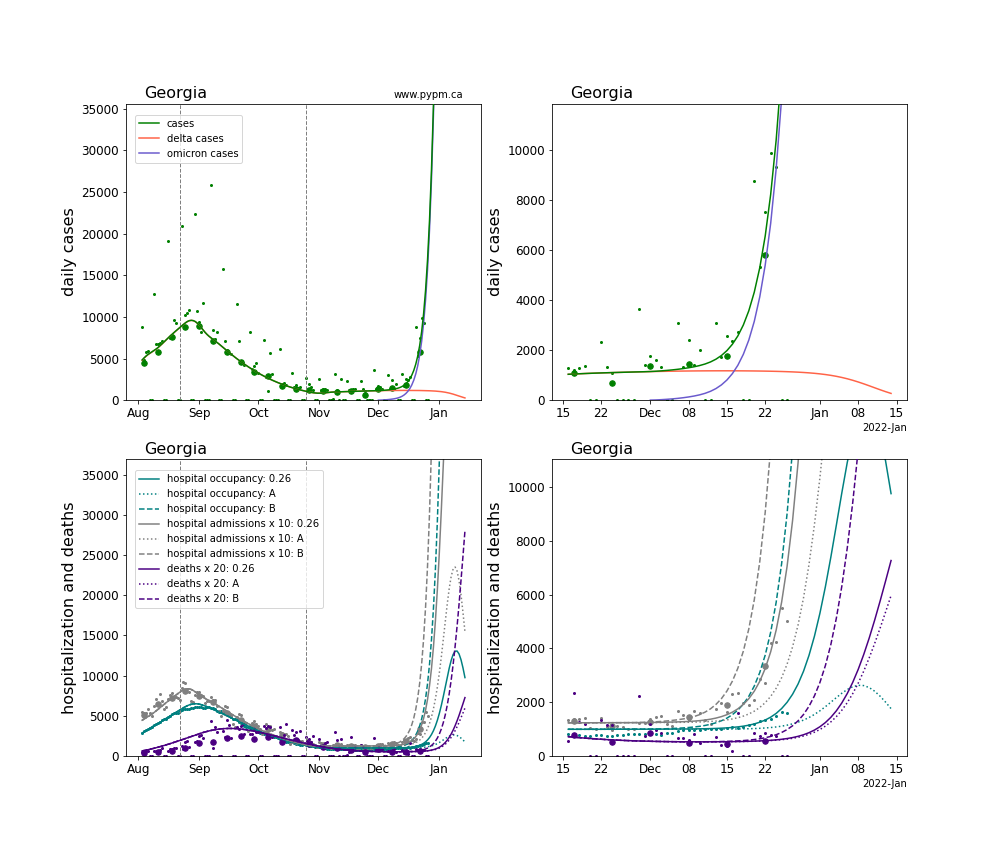 Georgia
www.pypm.ca
35000
30000
25000
20000
15000
10000
5000
0
daily cases
cases
delta cases
omicron cases
Aug
Sep
Oct
Nov
Dec
Jan
Georgia
10000
8000
6000
4000
2000
0
daily cases
15
22
Dec
08
15
22
Jan
08
15
2022-Jan
Georgia
35000
30000
25000
20000
15000
10000
5000
0
hospitalization and deaths
hospital occupancy: 0.26
hospital occupancy: A
hospital occupancy: B
hospital admissions x 10: 0.26
hospital admissions x 10: A
hospital admissions x 10: B
deaths x 20: 0.26
deaths x 20: A
deaths x 20: B
Aug
Sep
Oct
Nov
Dec
Jan
Georgia
10000
8000
6000
4000
2000
0
hospitalization and deaths
15
22
Dec
08
15
22
Jan
08
15
2022-Jan